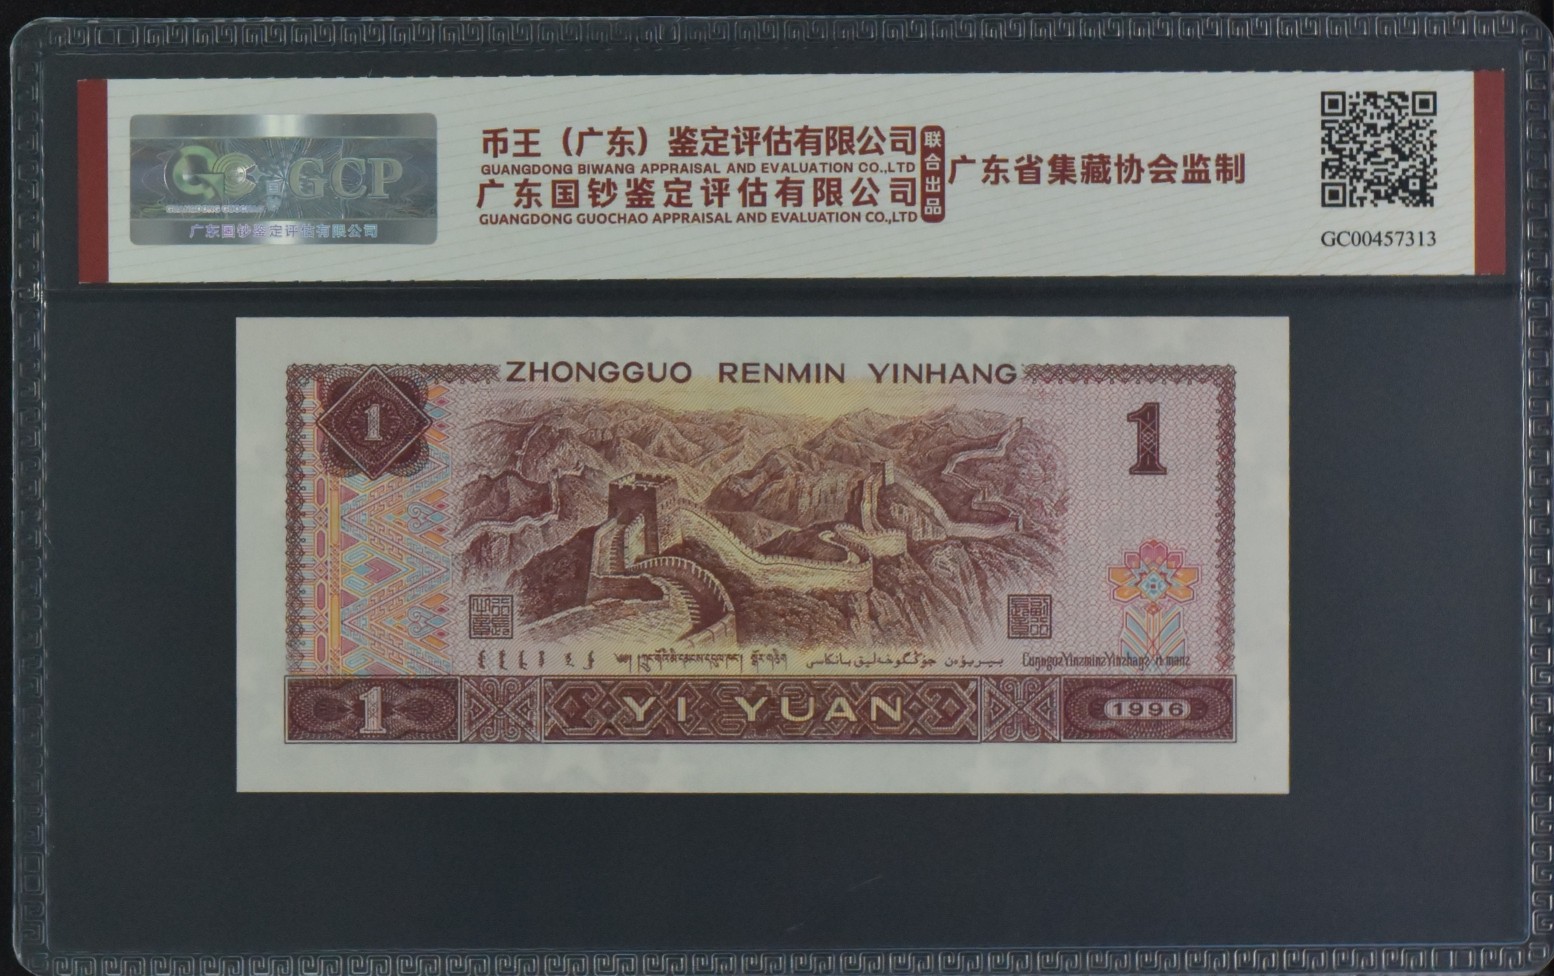 GCP
广东国钞鉴定评估有限公司
币王（广东）鉴定评估有限公司
GUANGDONG BIWANG APPRAISAL AND EVALUATION CO.,LTD
广东国钞鉴定评估有限公司
GUANGDONG GUOCHAO APPRAISAL AND EVALUATION CO.,LTD
联合出品
广东省集藏协会监制
GC00457313
ZHONGGUO RENMIN YINHANG
1
1
1
YI YUAN
1996